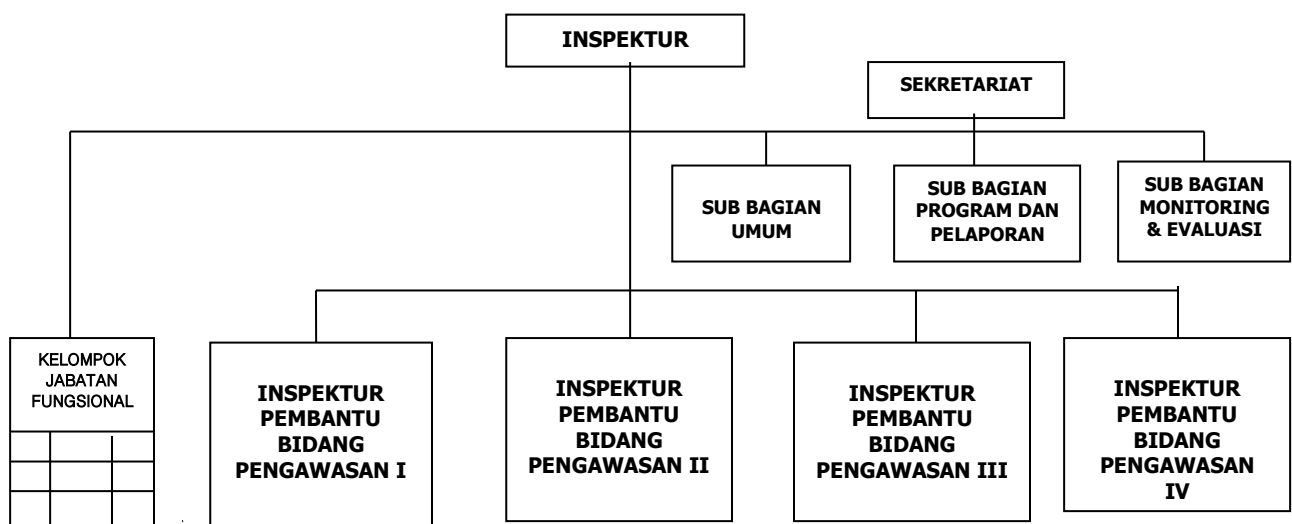 INSPEKTUR
SEKRETARIAT
SUB BAGIAN
UMUM
SUB BAGIAN
PROGRAM DAN
PELAPORAN
SUB BAGIAN
MONITORING
& EVALUASI
KELOMPOK
JABATAN
FUNGSIONAL
INSPEKTUR
PEMBANTU
BIDANG
PENGAWASAN I
INSPEKTUR
PEMBANTU
BIDANG
PENGAWASAN II
INSPEKTUR
PEMBANTU
BIDANG
PENGAWASAN III
INSPEKTUR
PEMBANTU
BIDANG
PENGAWASAN
IV